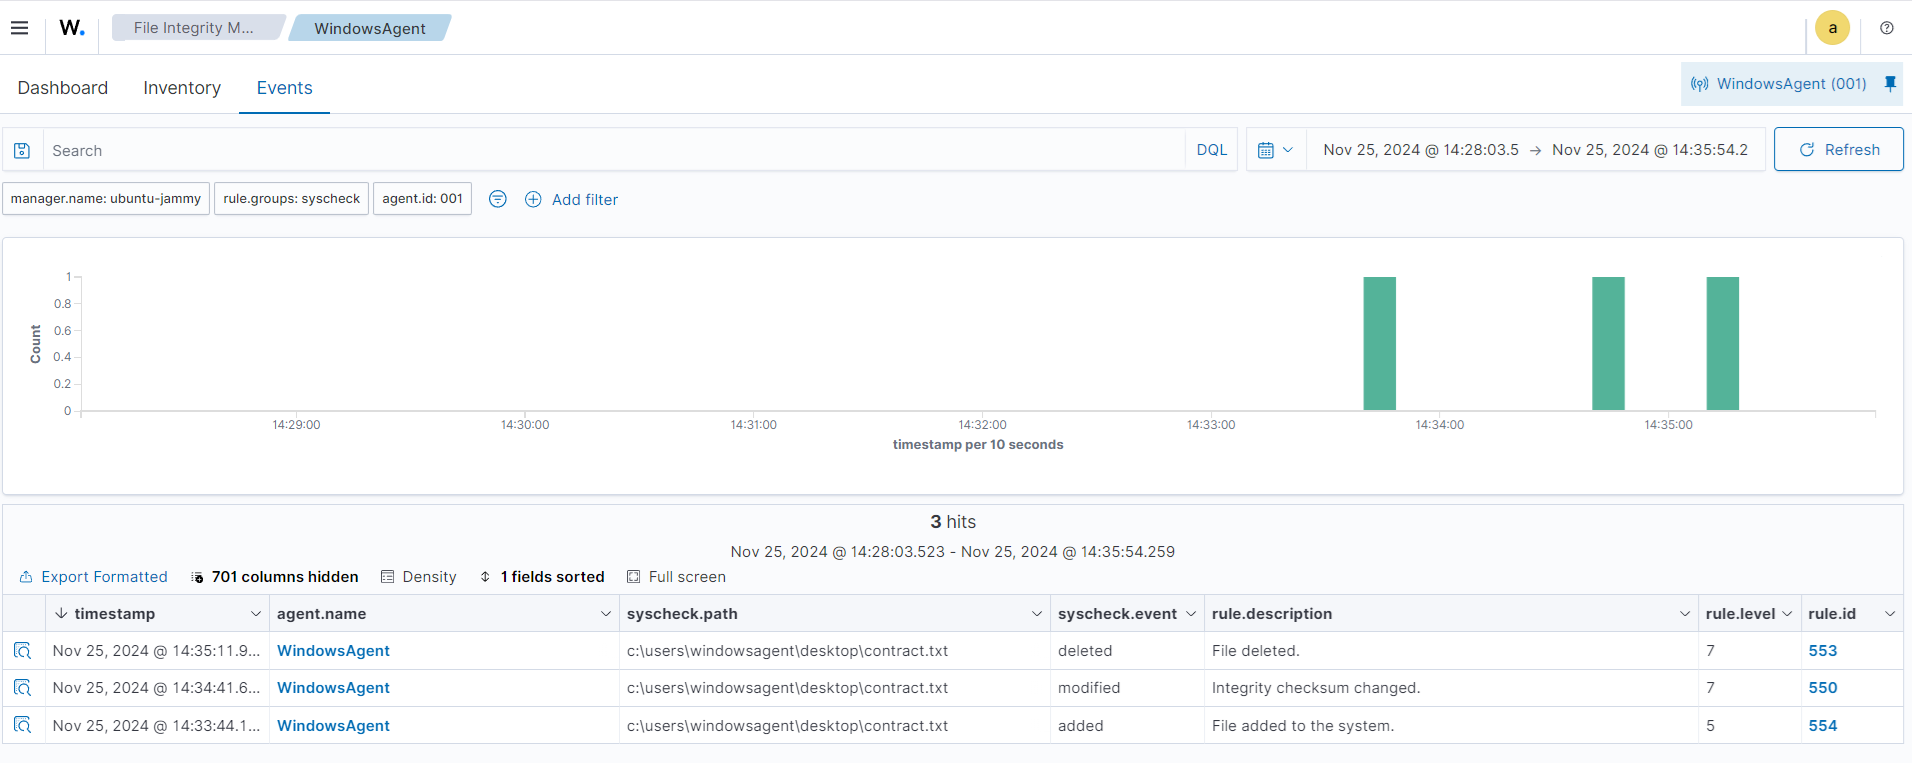 W. File Integrity M... WindowsAgent a
Dashboard Inventory Events WindowsAgent (001)
Search DQL Nov 25, 2024 @ 14:28:03.5 → Nov 25, 2024 @ 14:35:54.2 Refresh
manager.name: ubuntu-jammy rule.groups: syscheck agent.id: 001 Add filter
1
0.8
0.6
0.4
0.2
0
Count
14:29:00 14:30:00 14:31:00 14:32:00 14:33:00 14:34:00 14:35:00
timestamp per 10 seconds
3 hits
Nov 25, 2024 @ 14:28:03.523 - Nov 25, 2024 @ 14:35:54.259
Export Formatted 701 columns hidden Density 1 fields sorted Full screen
timestamp agent.name syscheck.path syscheck.event rule.description rule.level rule.id
Nov 25, 2024 @ 14:35:11.9... WindowsAgent c:\users\windowsagent\desktop\contract.txt deleted File deleted. 7 553
Nov 25, 2024 @ 14:34:41.6... WindowsAgent c:\users\windowsagent\desktop\contract.txt modified Integrity checksum changed. 7 550
Nov 25, 2024 @ 14:33:44.1... WindowsAgent c:\users\windowsagent\desktop\contract.txt added File added to the system. 5 554